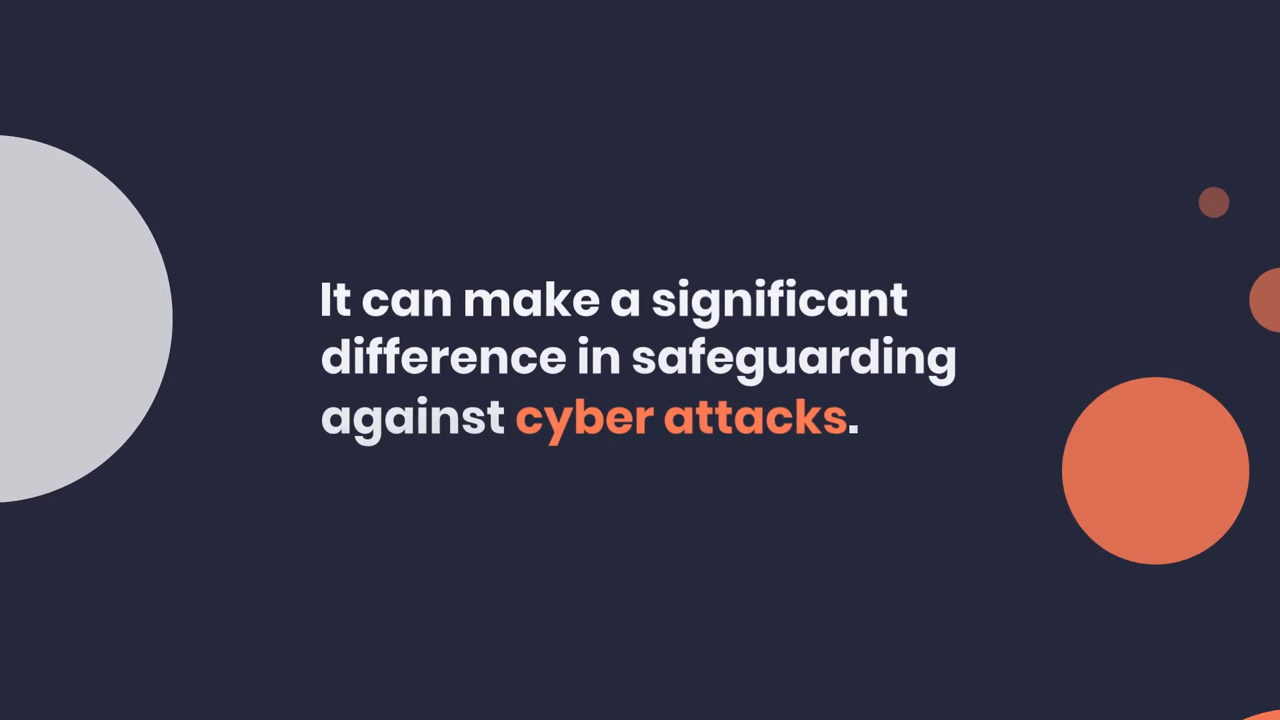 It can make a significant
difference in safeguarding
against cyber attacks.